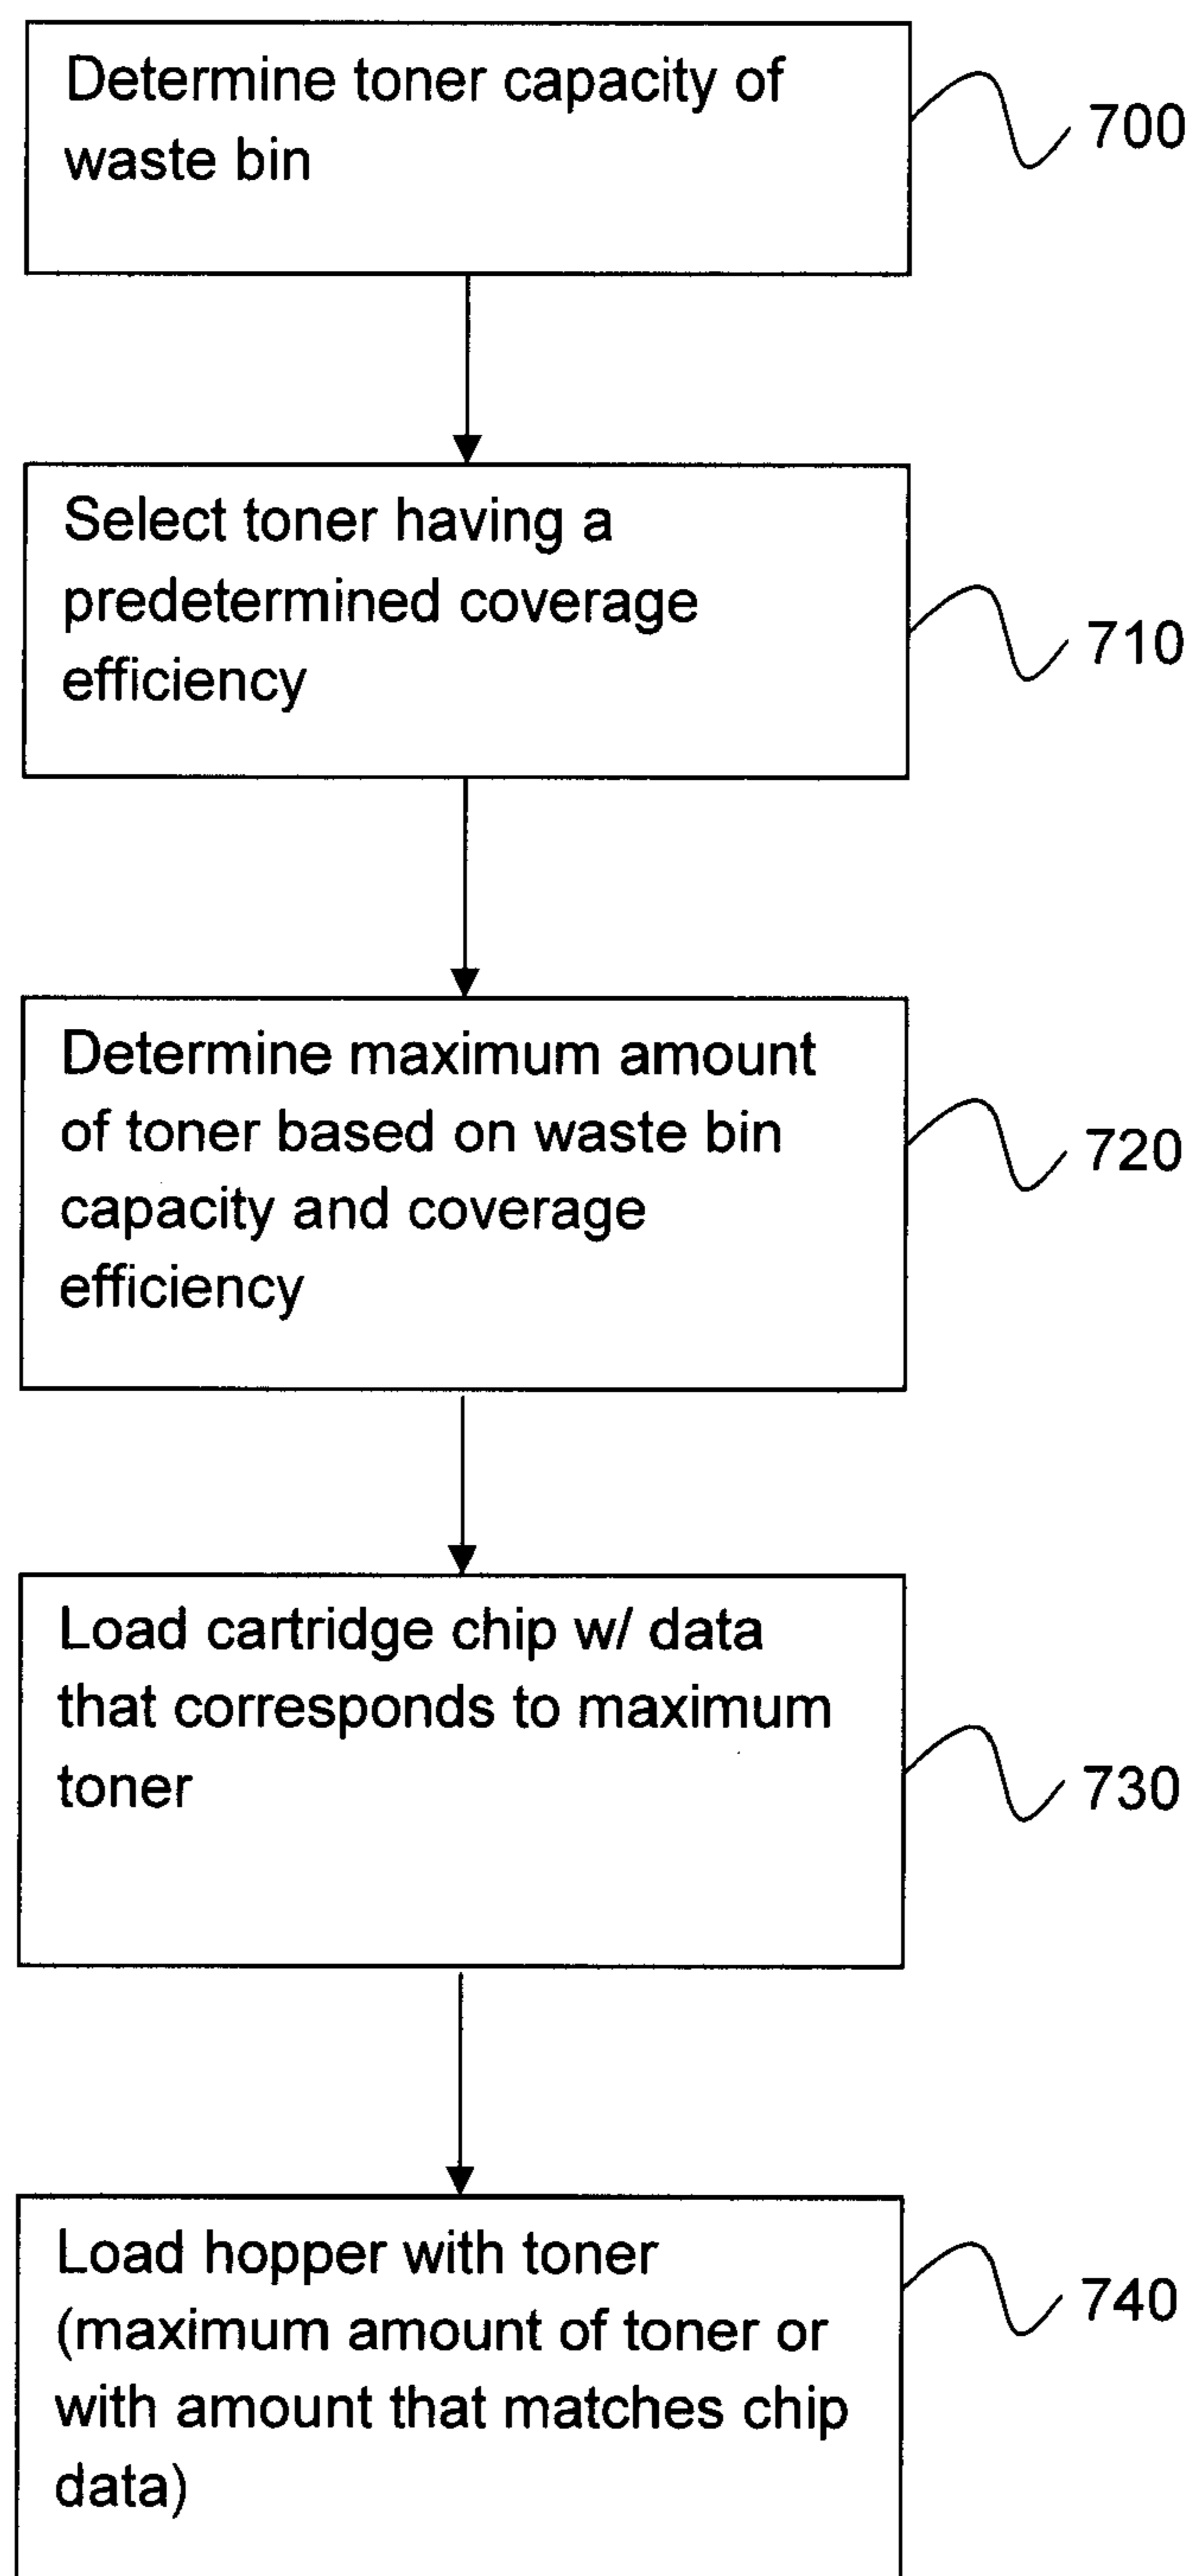 Determine toner capacity of
waste bin
700
Select toner having a
predetermined coverage
efficiency
710
Determine maximum amount
of toner based on waste bin
capacity and coverage
efficiency
720
Load cartridge chip w/ data
that corresponds to maximum
toner
730
Load hopper with toner
(maximum amount of toner or
with amount that matches chip
data)
740